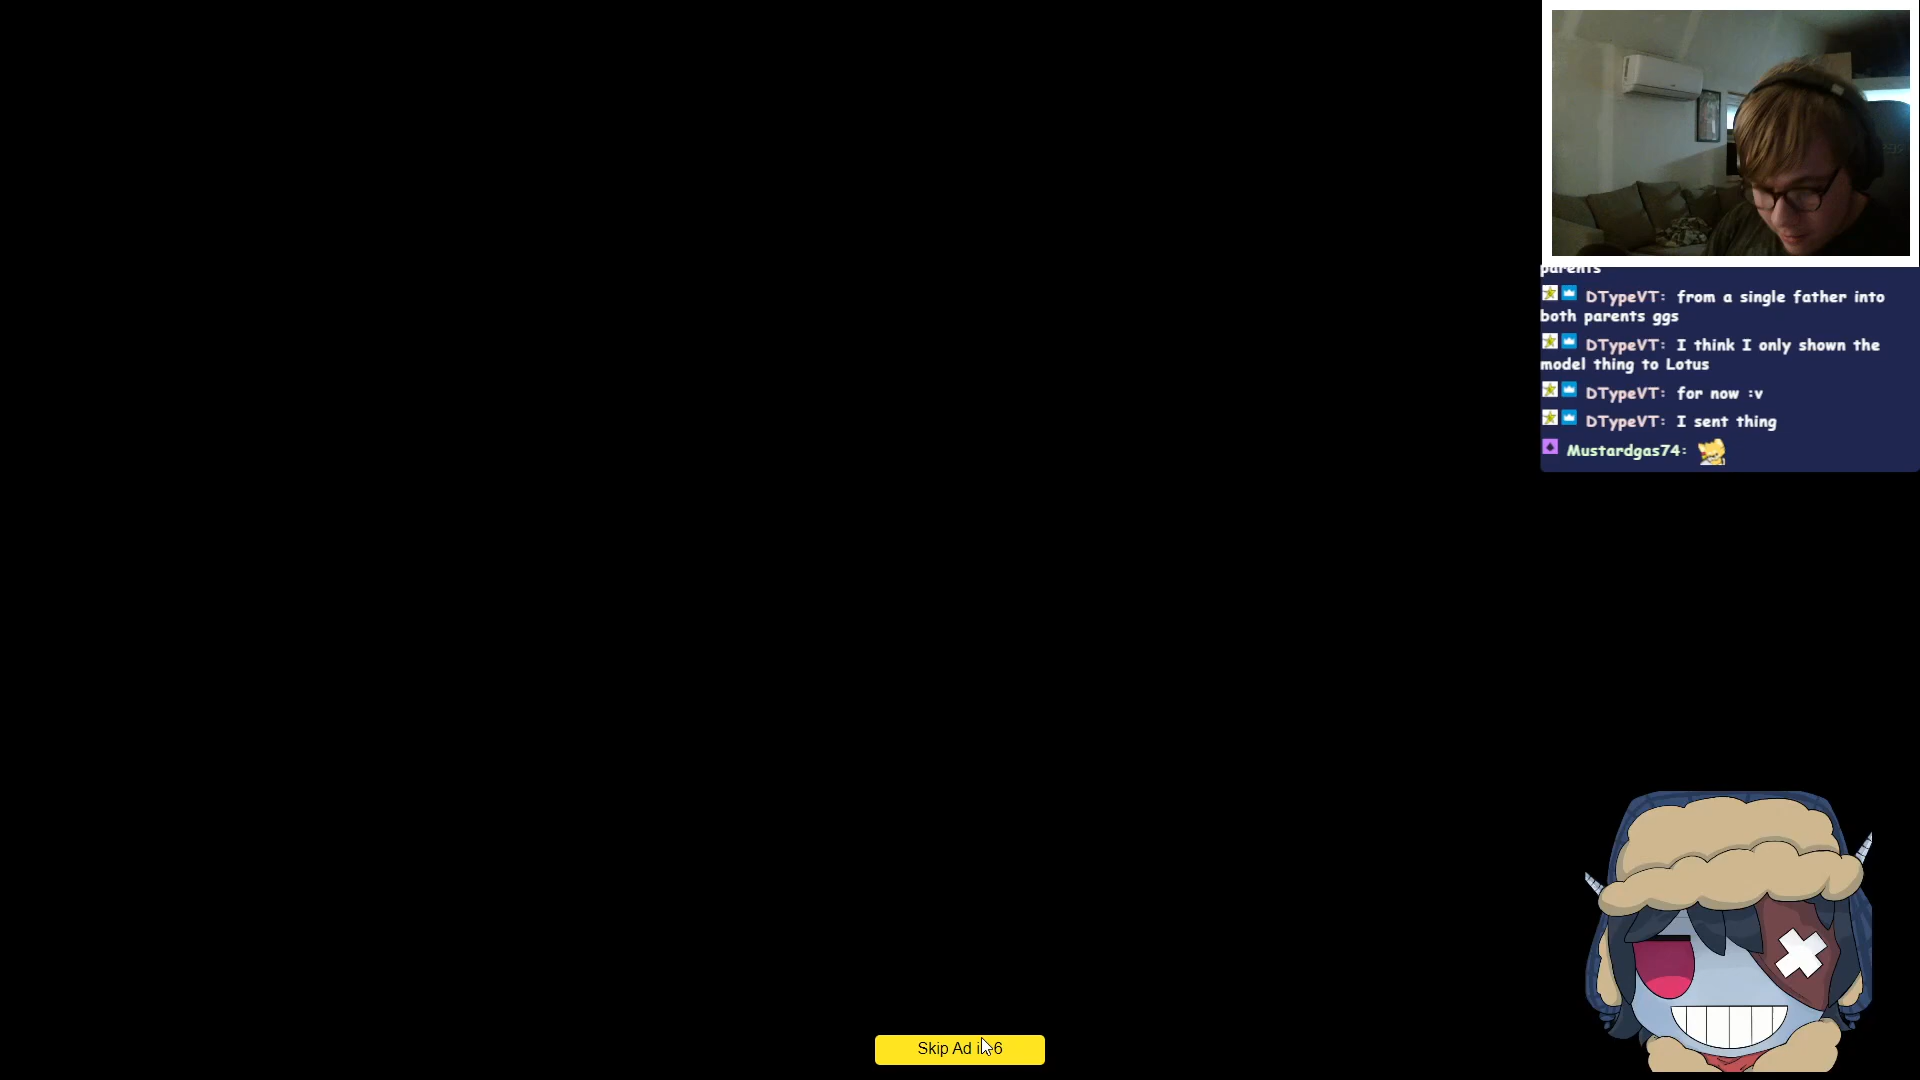 parents
DTypeVT: from a single father into
both parents ggs
DTypeVT: I think I only shown the
model thing to Lotus
DTypeVT: for now :v
DTypeVT: I sent thing
Mustardgas74:
Skip Ad in 6